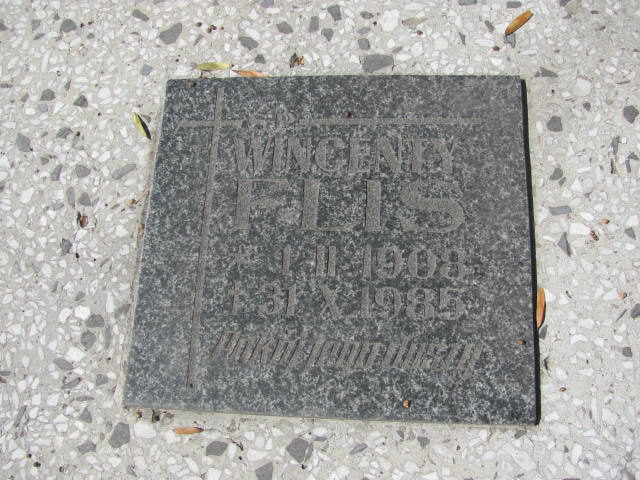 Ś.P.
WINCENTY
FLIS
* 1.II.1908
† 31 X 1985
POKÓJ JEGO DUSZY